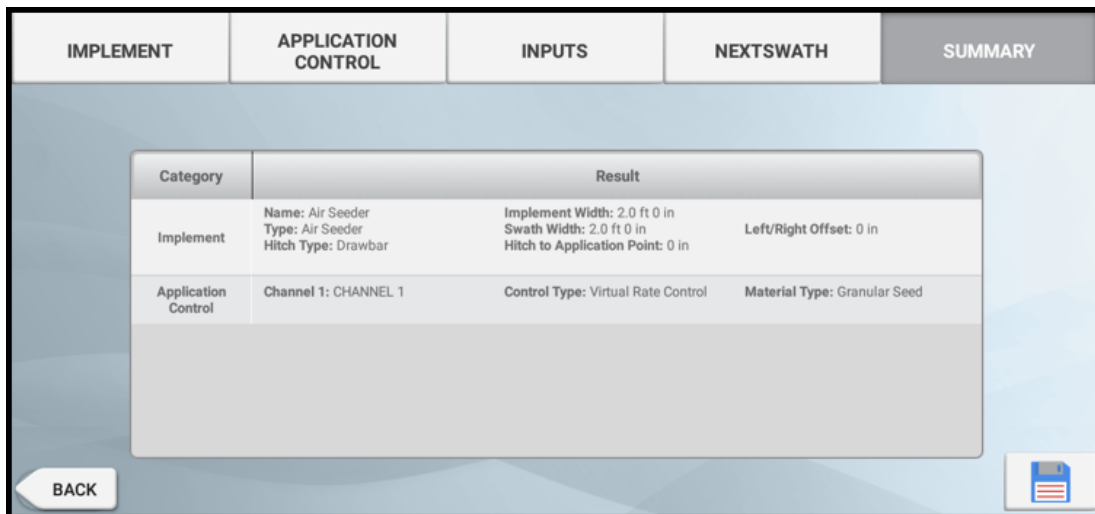 IMPLEMENT
APPLICATION
CONTROL
INPUTS
NEXTSWATH
SUMMARY
Category
Result
Implement
Name: Air Seeder
Type: Air Seeder
Hitch Type: Drawbar
Implement Width: 2.0 ft 0 in
Swath Width: 2.0 ft 0 in
Hitch to Application Point: 0 in
Left/Right Offset: 0 in
Application
Control
Channel 1: CHANNEL 1
Control Type: Virtual Rate Control
Material Type: Granular Seed
BACK